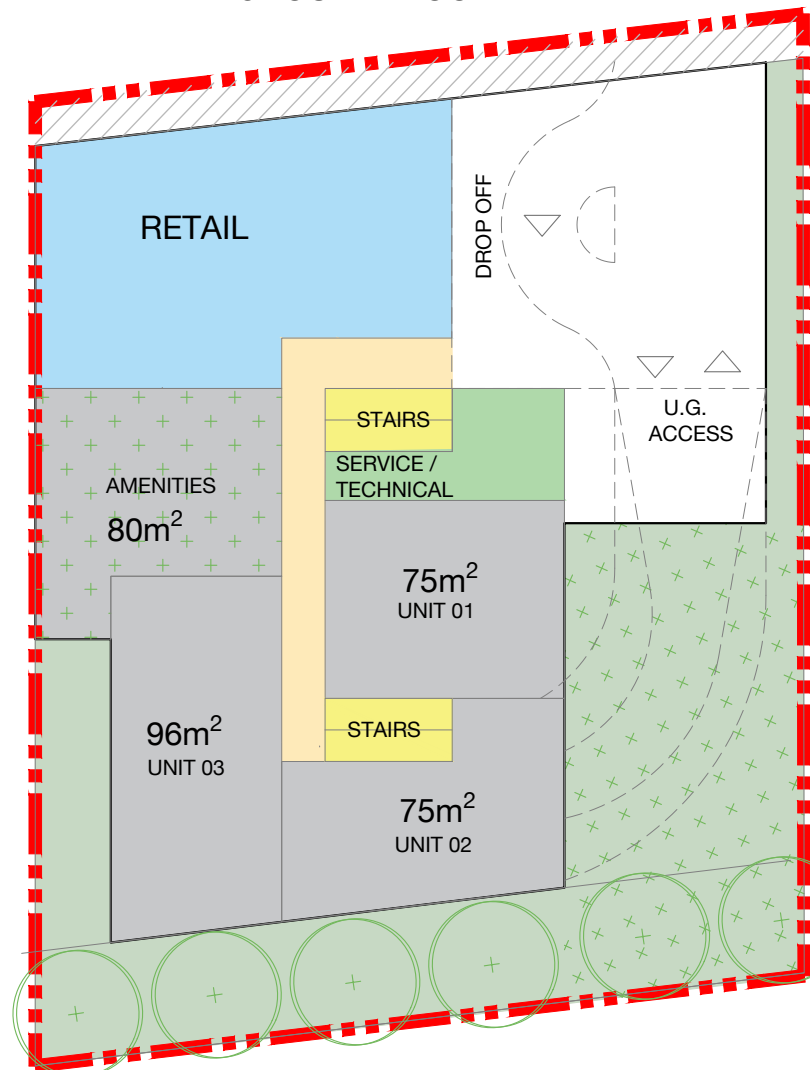 RETAIL
DROP OFF
U.G.
ACCESS
STAIRS
SERVICE /
TECHNICAL
AMENITIES
80m²
75m²
UNIT 01
96m²
UNIT 03
STAIRS
75m²
UNIT 02